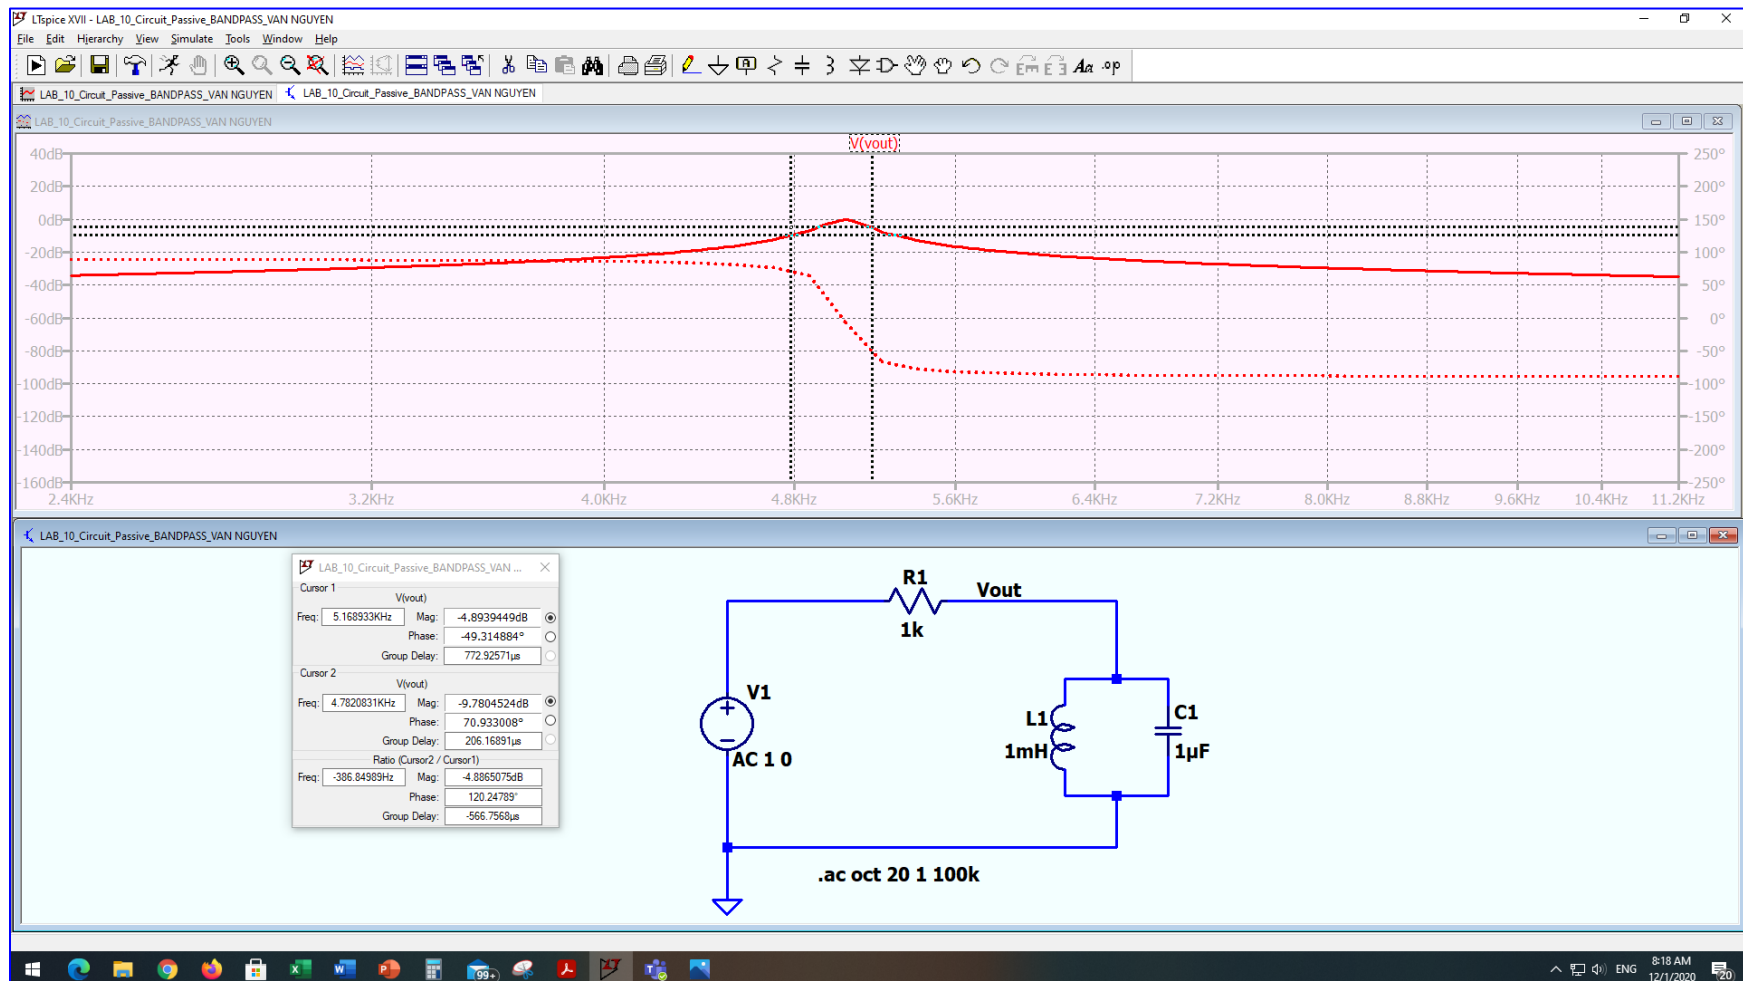 LTspice XVII - LAB_10_Circuit_Passive_BANDPASS_VAN NGUYEN
File Edit Hierarchy View Simulate Tools Window Help
LAB_10_Circuit_Passive_BANDPASS_VAN NGUYEN LAB_10_Circuit_Passive_BANDPASS_VAN NGUYEN
LAB_10_Circuit_Passive_BANDPASS_VAN NGUYEN
V(vout)
40dB 250°
20dB 200°
0dB 150°
-20dB 100°
-40dB 50°
-60dB 0°
-80dB -50°
-100dB -100°
-120dB -150°
-140dB -200°
-160dB -250°
2.4KHz 3.2KHz 4.0KHz 4.8KHz 5.6KHz 6.4KHz 7.2KHz 8.0KHz 8.8KHz 9.6KHz 10.4KHz 11.2KHz
LAB_10_Circuit_Passive_BANDPASS_VAN NGUYEN
LAB_10_Circuit_Passive_BANDPASS_VAN ...
Cursor 1
V(vout)
Freq: 5.168933KHz Mag: -4.8939449dB
Phase: -49.314884°
Group Delay: 772.92571µs
Cursor 2
V(vout)
Freq: 4.7820831KHz Mag: -9.7804524dB
Phase: 70.933008°
Group Delay: 206.16891µs
Ratio (Cursor2 / Cursor1)
Freq: -386.84989Hz Mag: -4.8865075dB
Phase: 120.24789°
Group Delay: -566.7568µs
R1
Vout
1k
V1
AC 1 0
L1
1mH
C1
1µF
.ac oct 20 1 100k
99+
ENG
8:18 AM
12/1/2020
20